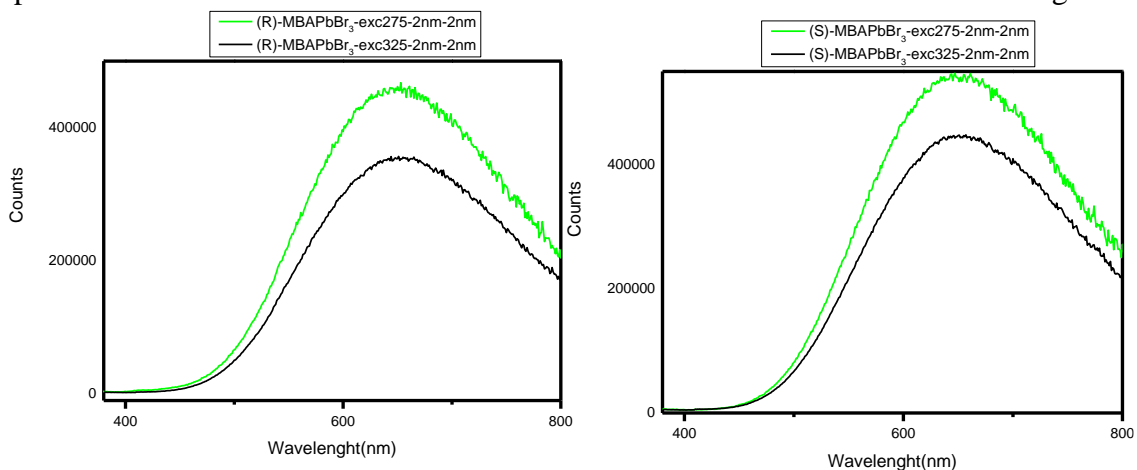 (R)-MBAPbBr3-exc275-2nm-2nm
(R)-MBAPbBr3-exc325-2nm-2nm
400000
200000
0
Counts
400
600
800
Wavelenght(nm)
(S)-MBAPbBr3-exc275-2nm-2nm
(S)-MBAPbBr3-exc325-2nm-2nm
400000
200000
0
Counts
400
600
800
Wavelenght(nm)